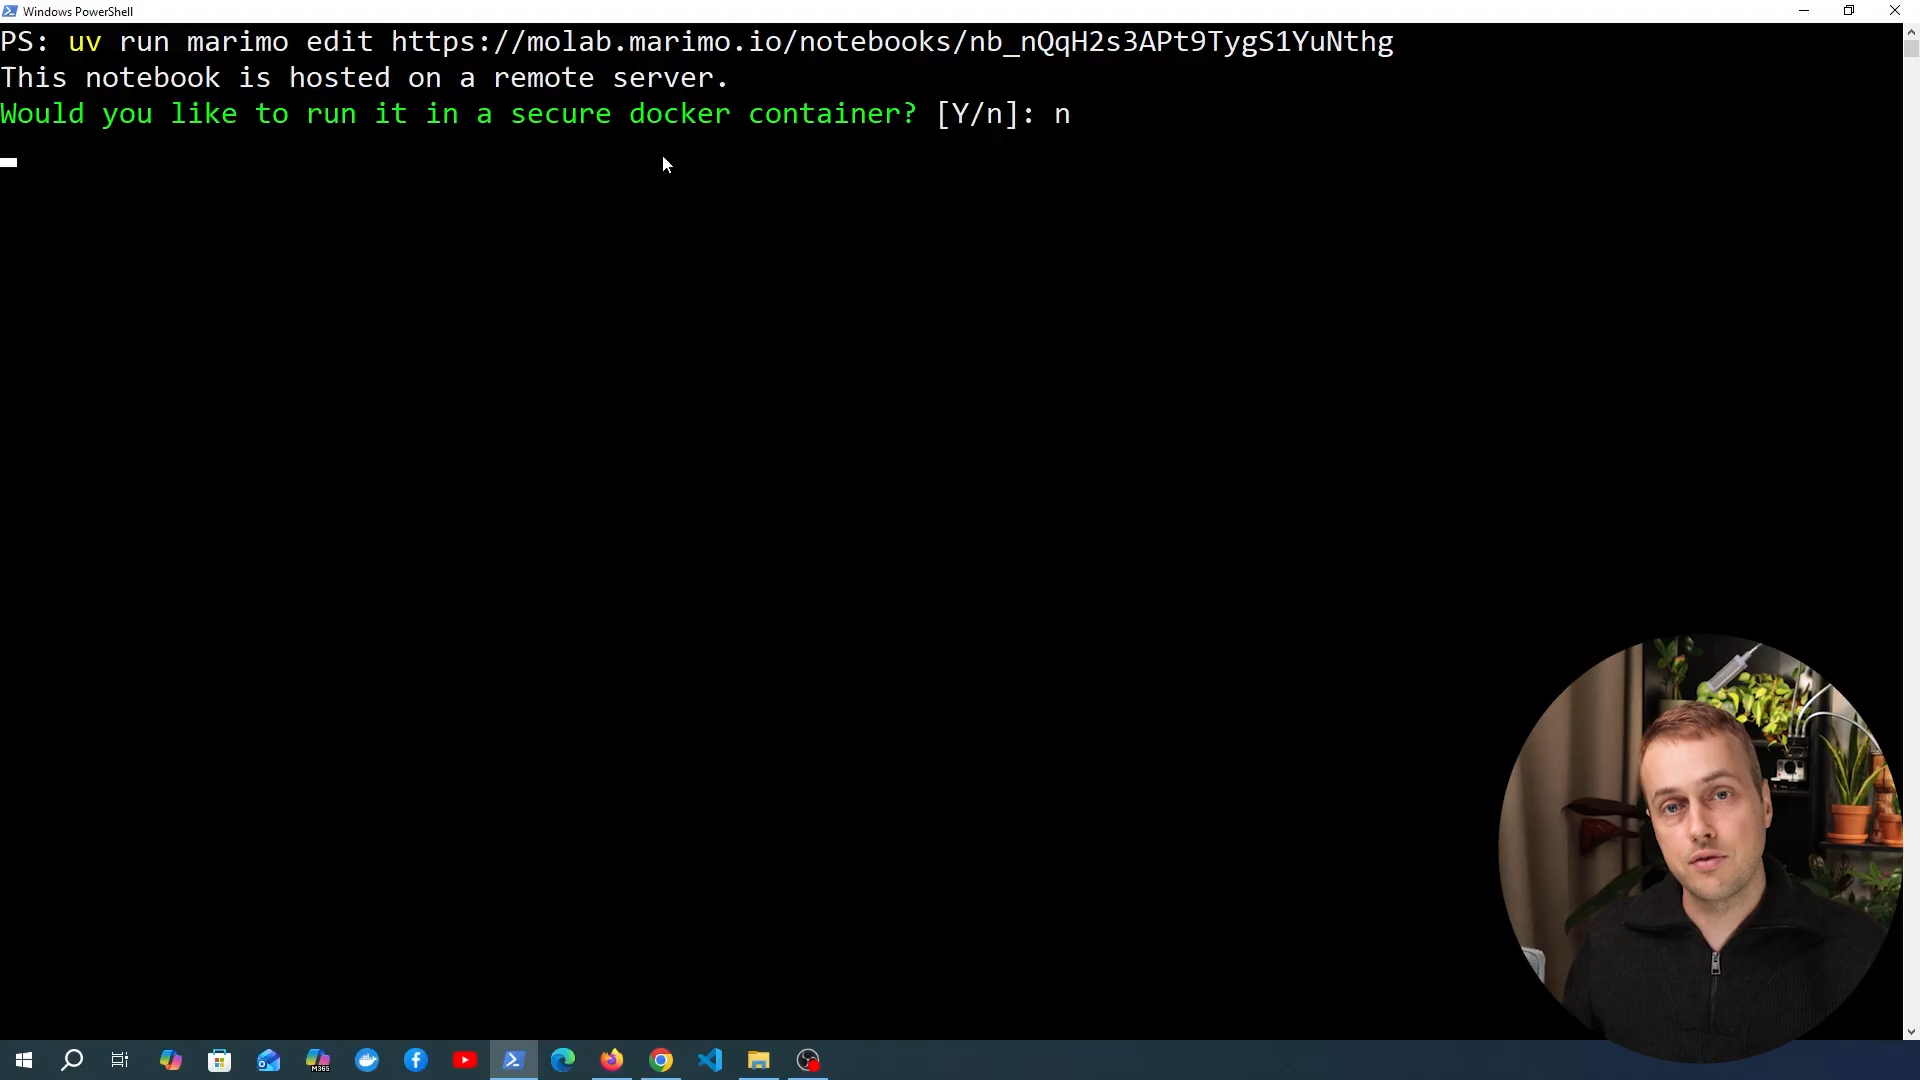 Windows PowerShell
PS: uv run marimo edit https://molab.marimo.io/notebooks/nb_nQqH2s3APt9TygS1YuNthg
This notebook is hosted on a remote server.
Would you like to run it in a secure docker container? [Y/n]: n
M365